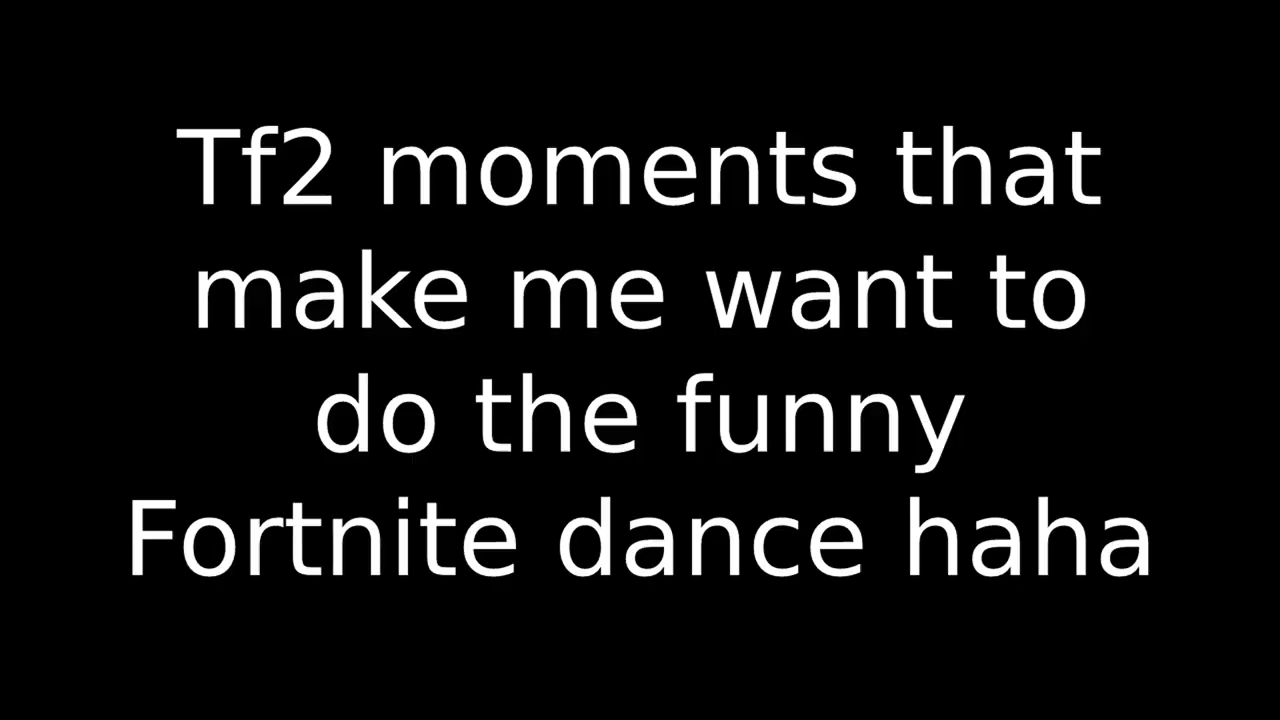 Tf2 moments that
make me want to
do the funny
Fortnite dance haha